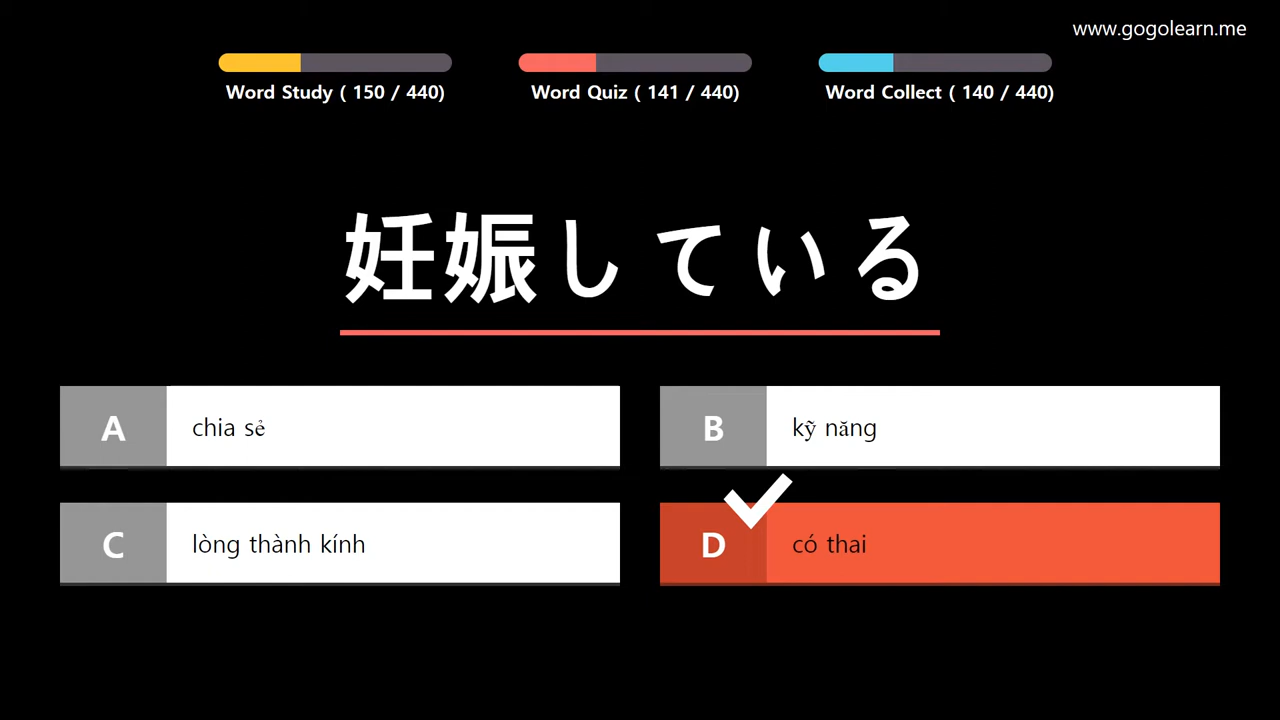 www.gogolearn.me
Word Study ( 150 / 440)
Word Quiz ( 141 / 440)
Word Collect ( 140 / 440)
妊娠している
A
chia sẻ
B
kỹ năng
C
lòng thành kính
D
có thai